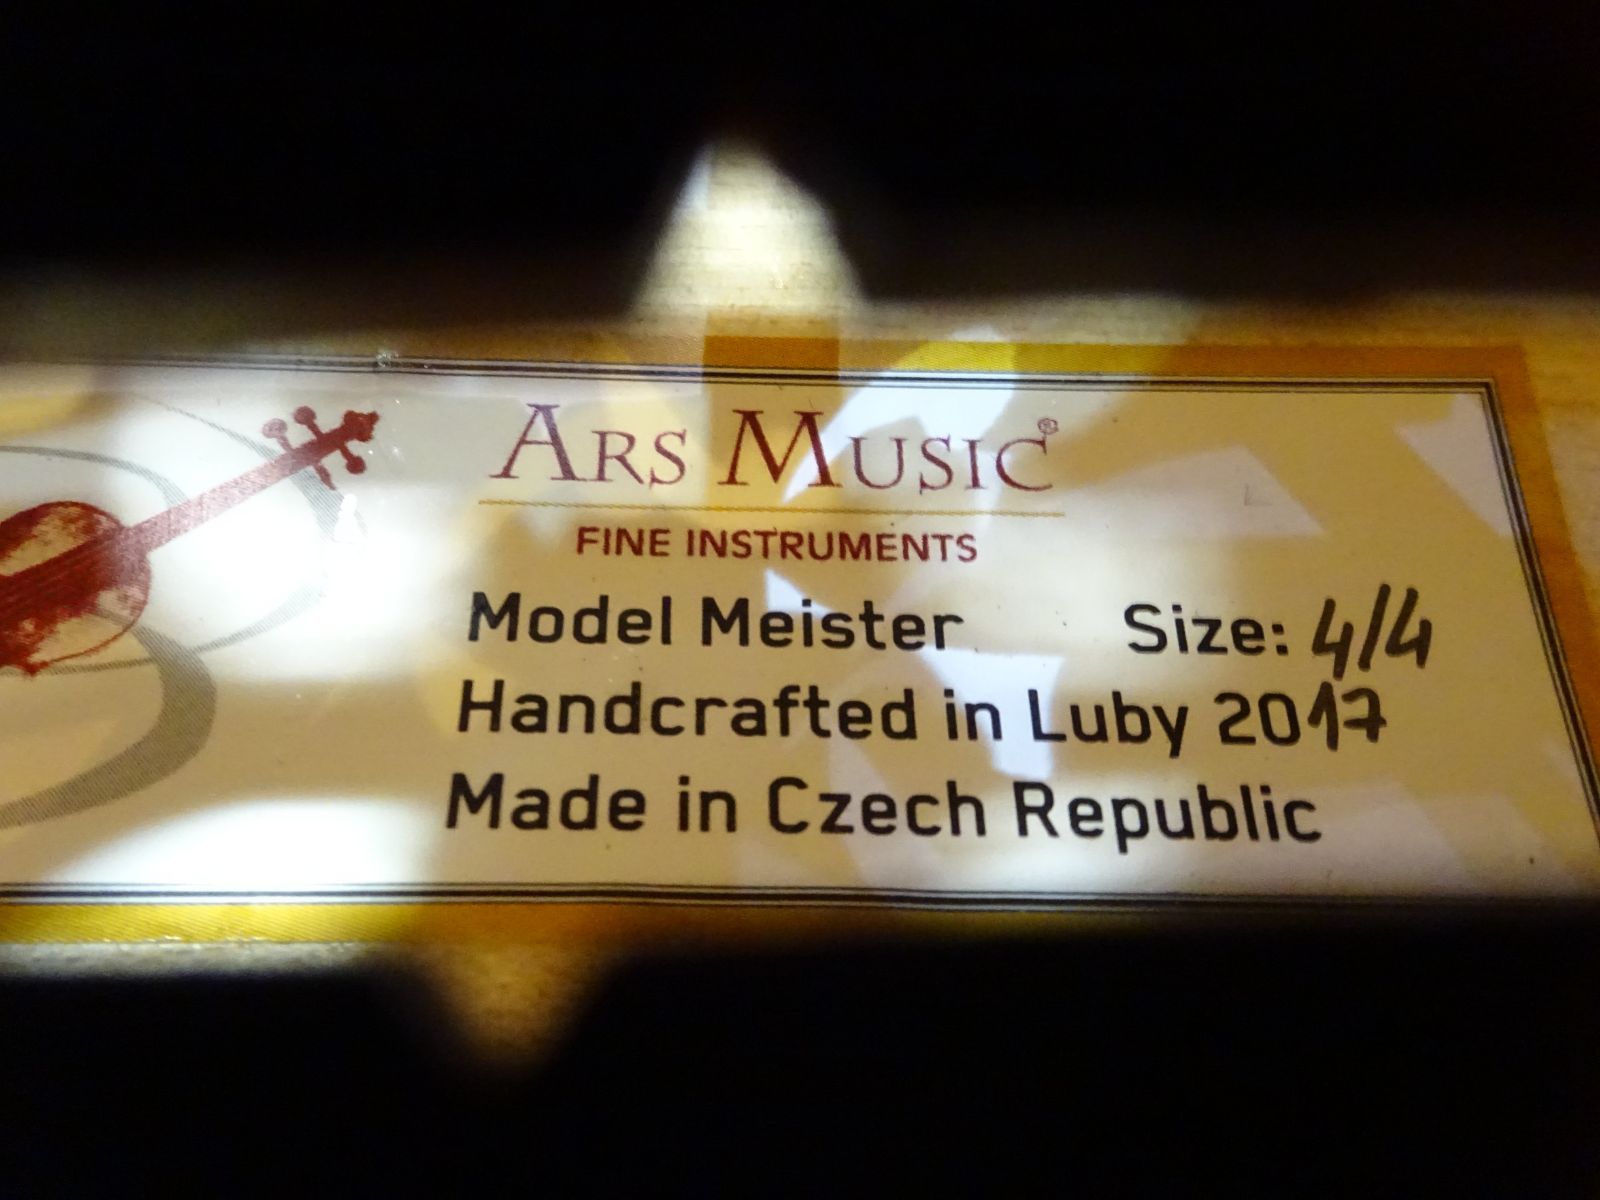 ARS MUSIC®
FINE INSTRUMENTS
Model Meister Size: 4/4
Handcrafted in Luby 2017
Made in Czech Republic